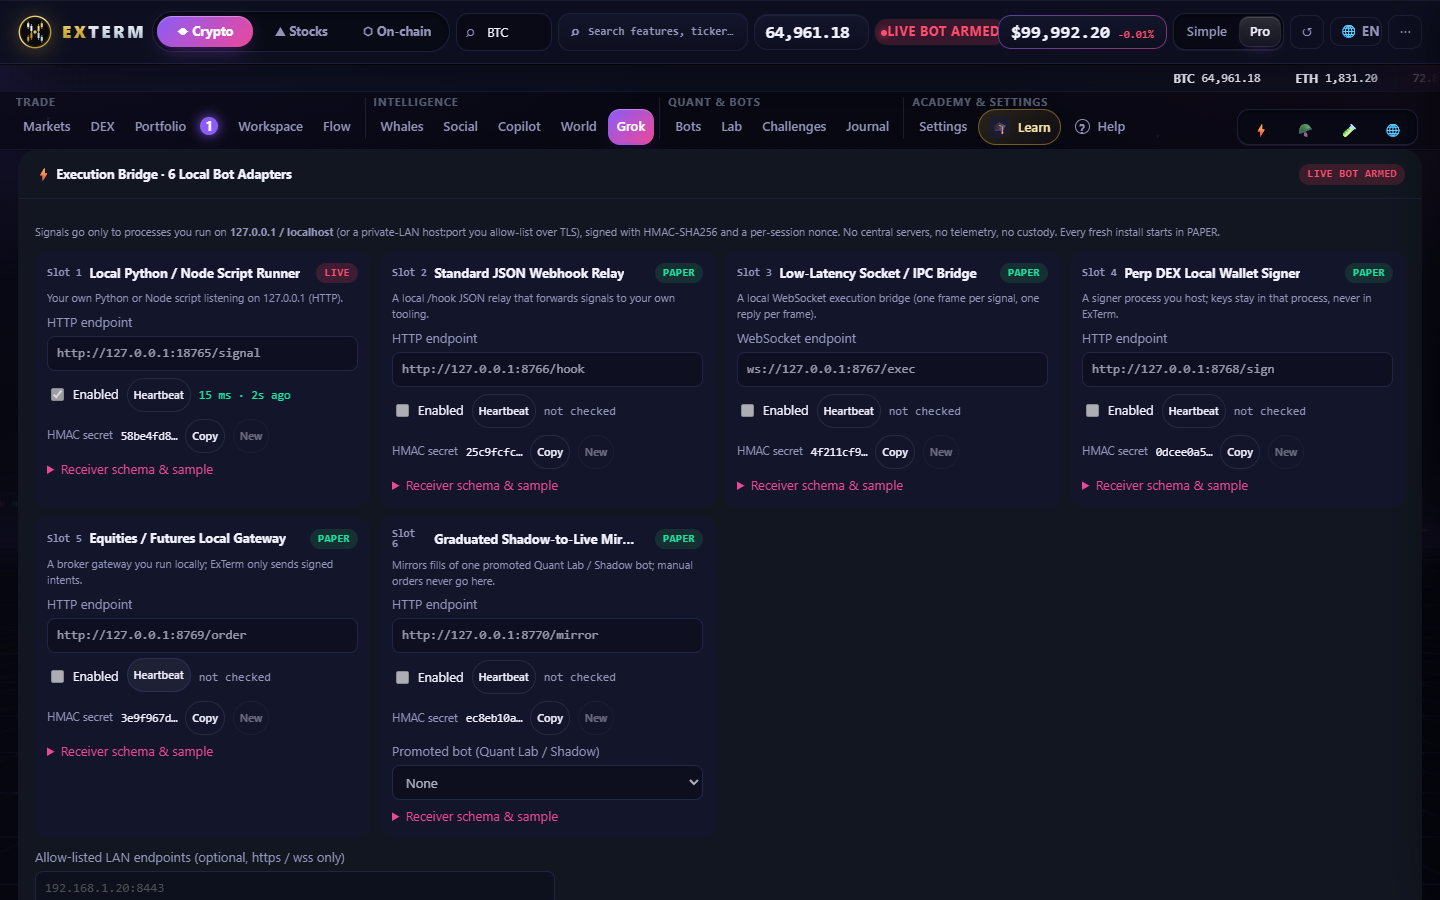 EXTERM
Crypto
Stocks
On-chain
BTC
search features, ticker…
64,961.18
LIVE BOT ARMED
$99,992.20 -0.01%
Simple
Pro
EN
BTC 64,961.18 ETH 1,831.20 72.
TRADE
Markets DEX Portfolio 1 Workspace Flow
INTELLIGENCE
Whales Social Copilot World Grok
QUANT & BOTS
Bots Lab Challenges Journal
ACADEMY & SETTINGS
Settings Learn ? Help
Execution Bridge · 6 Local Bot Adapters
LIVE BOT ARMED
Signals go only to processes you run on 127.0.0.1 / localhost (or a private-LAN host:port you allow-list over TLS), signed with HMAC-SHA256 and a per-session nonce. No central servers, no telemetry, no custody. Every fresh install starts in PAPER.
Slot 1 Local Python / Node Script Runner LIVE
Your own Python or Node script listening on 127.0.0.1 (HTTP).
HTTP endpoint
http://127.0.0.1:18765/signal
Enabled Heartbeat 15 ms · 2s ago
HMAC secret 58be4fd8… Copy New
Receiver schema & sample
Slot 2 Standard JSON Webhook Relay PAPER
A local /hook JSON relay that forwards signals to your own
tooling.
HTTP endpoint
http://127.0.0.1:8766/hook
Enabled Heartbeat not checked
HMAC secret 25c9fcfc… Copy New
Receiver schema & sample
Slot 3 Low-Latency Socket / IPC Bridge PAPER
A local WebSocket execution bridge (one frame per signal, one
reply per frame).
WebSocket endpoint
ws://127.0.0.1:8767/exec
Enabled Heartbeat not checked
HMAC secret 4f211cf9… Copy New
Receiver schema & sample
Slot 4 Perp DEX Local Wallet Signer PAPER
A signer process you host; keys stay in that process, never in
ExTerm.
HTTP endpoint
http://127.0.0.1:8768/sign
Enabled Heartbeat not checked
HMAC secret 0dcee0a5… Copy New
Receiver schema & sample
Slot 5 Equities / Futures Local Gateway PAPER
A broker gateway you run locally; ExTerm only sends signed
intents.
HTTP endpoint
http://127.0.0.1:8769/order
Enabled Heartbeat not checked
HMAC secret 3e9f967d… Copy New
Receiver schema & sample
Slot 6 Graduated Shadow-to-Live Mir… PAPER
Mirrors fills of one promoted Quant Lab / Shadow bot; manual
orders never go here.
HTTP endpoint
http://127.0.0.1:8770/mirror
Enabled Heartbeat not checked
HMAC secret ec8eb10a… Copy New
Promoted bot (Quant Lab / Shadow)
None
Receiver schema & sample
Allow-listed LAN endpoints (optional, https / wss only)
192.168.1.20:8443